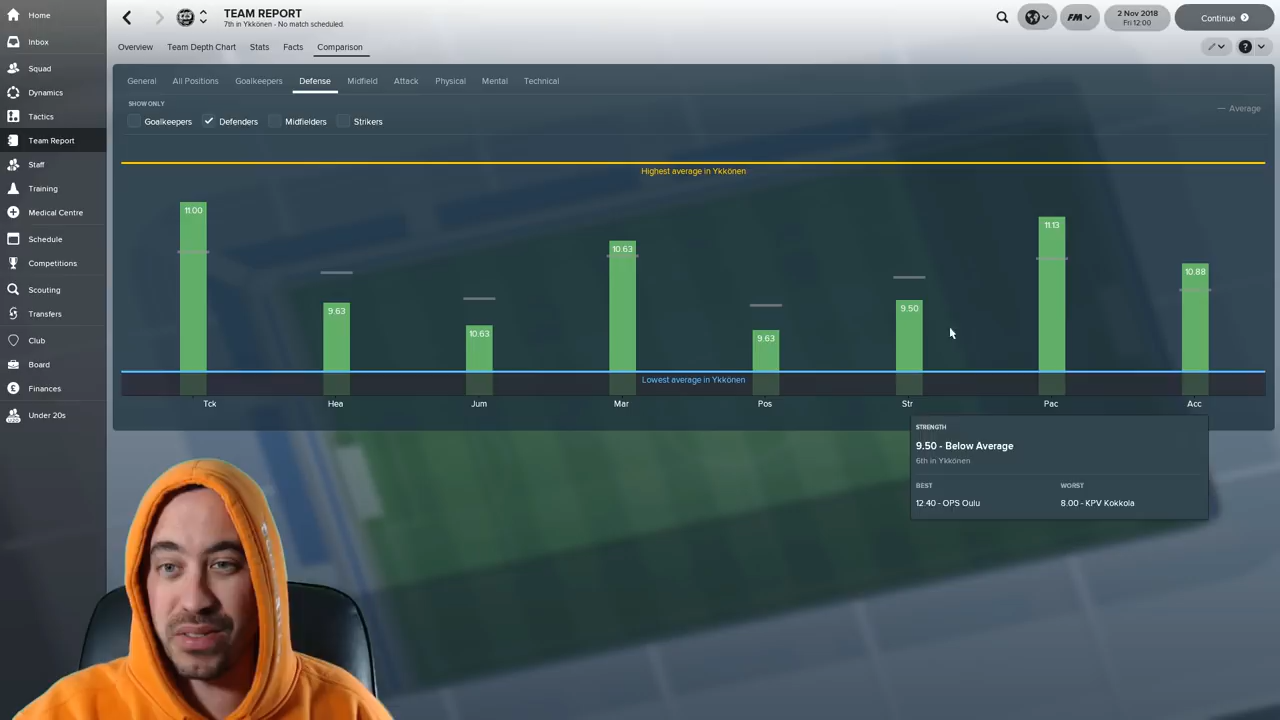 Home
Inbox
Squad
Dynamics
Tactics
Team Report
Staff
Training
Medical Centre
Schedule
Competitions
Scouting
Transfers
Club
Board
Finances
Under 20s
TEAM REPORT
7th in Ykkönen - No match scheduled.
FM
2 Nov 2018
Fri 12:00
Continue
Overview
Team Depth Chart
Stats
Facts
Comparison
?
General
All Positions
Goalkeepers
Defense
Midfield
Attack
Physical
Mental
Technical
SHOW ONLY
Goalkeepers
Defenders
Midfielders
Strikers
Average
Highest average in Ykkönen
11.00
9.63
10.63
10.63
9.63
9.50
11.13
10.88
Lowest average in Ykkönen
Tck
Hea
Jum
Mar
Pos
Str
Pac
Acc
STRENGTH
9.50 - Below Average
6th in Ykkönen
BEST
WORST
12.40 - OPS Oulu
8.00 - KPV Kokkola